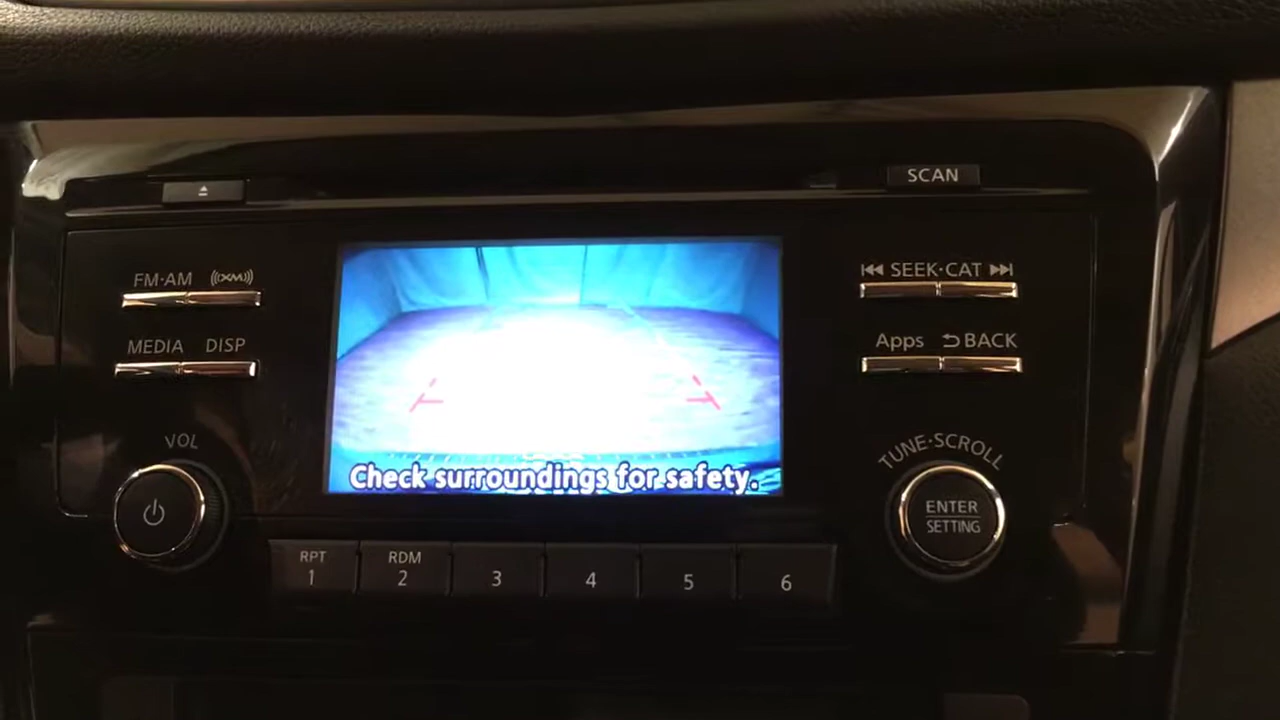 SCAN
FM·AM XM
SEEK·CAT
MEDIA DISP
Apps BACK
VOL
TUNE·SCROLL
Check surroundings for safety.
ENTER
SETTING
RPT
1
RDM
2
3
4
5
6